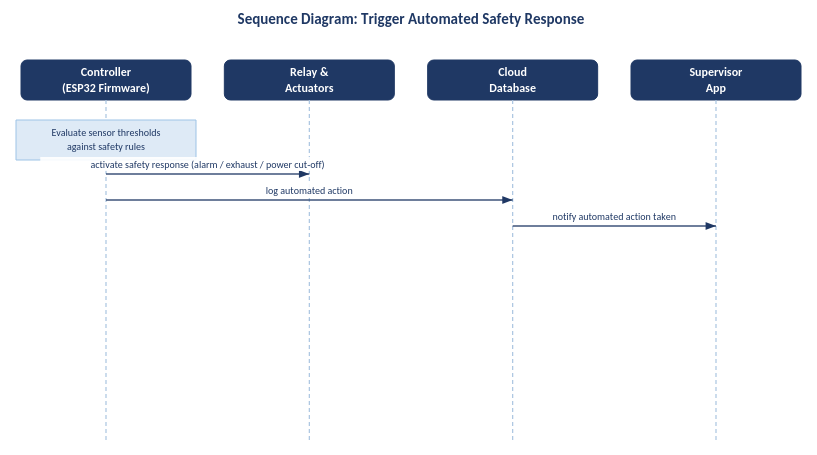 Sequence Diagram: Trigger Automated Safety Response
Controller
(ESP32 Firmware)
Relay &
Actuators
Cloud
Database
Supervisor
App
Evaluate sensor thresholds
against safety rules
activate safety response (alarm / exhaust / power cut-off)
log automated action
notify automated action taken